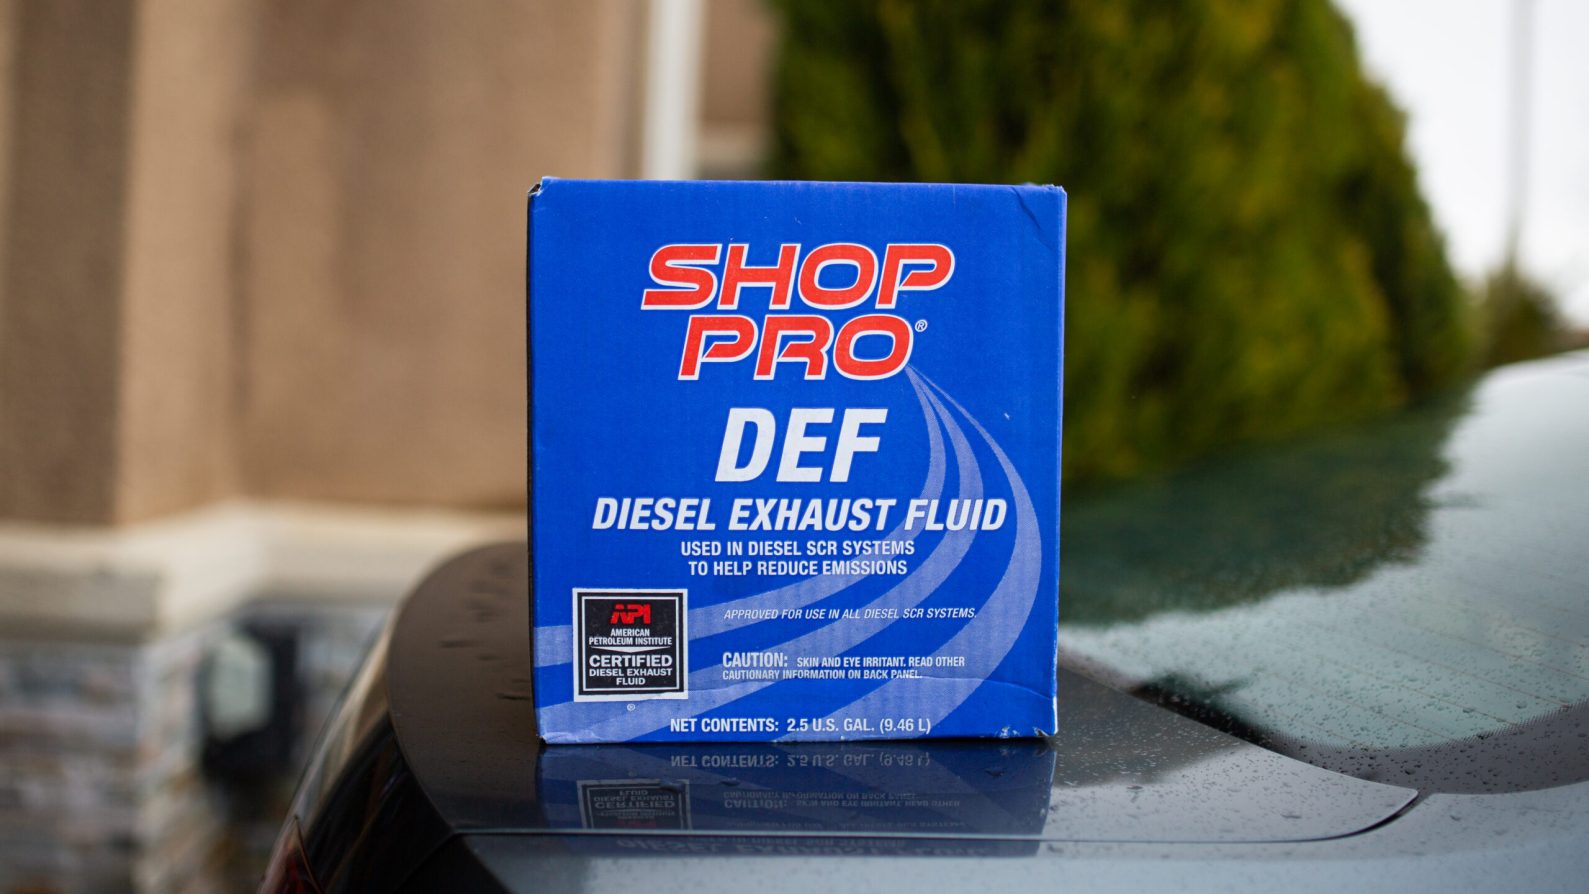 SHOP
PRO®
DEF
DIESEL EXHAUST FLUID
USED IN DIESEL SCR SYSTEMS
TO HELP REDUCE EMISSIONS
APPROVED FOR USE IN ALL DIESEL SCR SYSTEMS.
API
AMERICAN
PETROLEUM INSTITUTE
CERTIFIED
DIESEL EXHAUST
FLUID
®
CAUTION: SKIN AND EYE IRRITANT. READ OTHER
CAUTIONARY INFORMATION ON BACK PANEL.
NET CONTENTS: 2.5 U.S. GAL. (9.46 L)